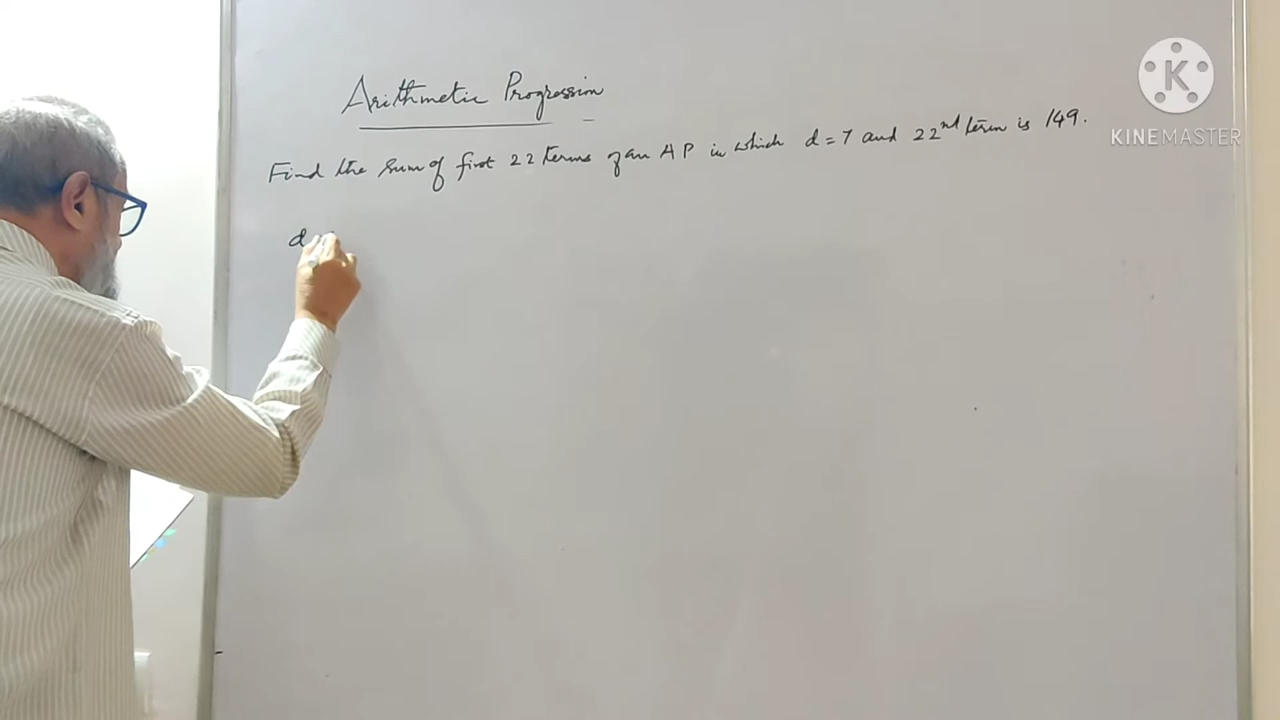 Arithmetic Progression
Find the sum of first 22 terms of an AP in which d = 7 and 22nd term is 149.
d
K
KINEMASTER